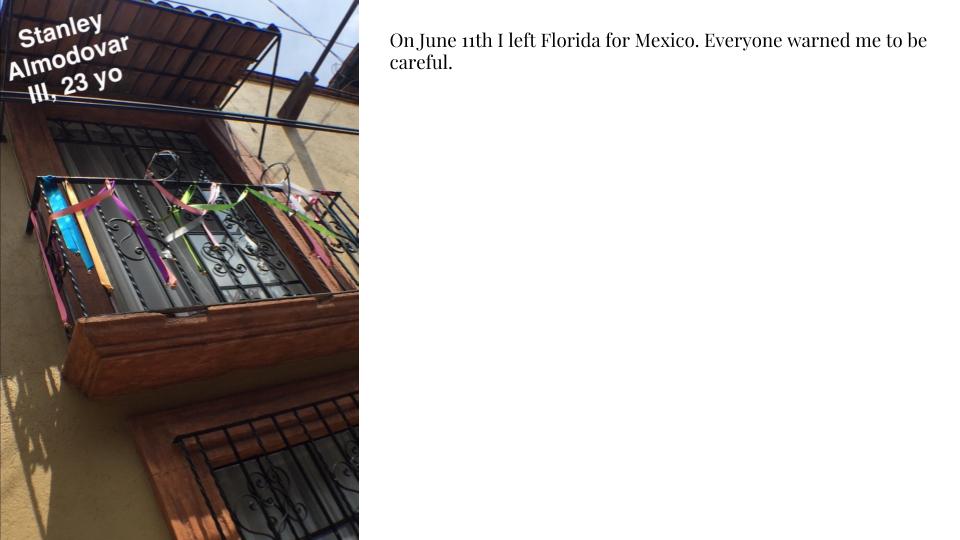 Stanley
Almodovar
III, 23 yo
On June 11th I left Florida for Mexico. Everyone warned me to be
careful.